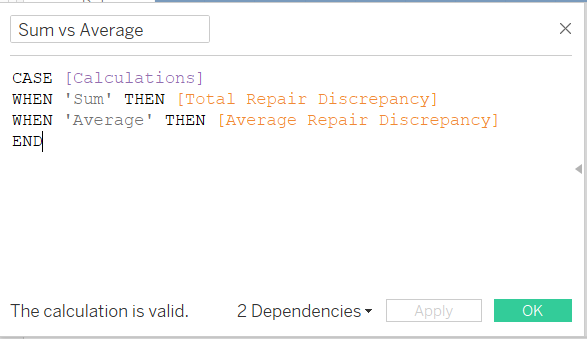 Sum vs Average
CASE [Calculations]
WHEN 'Sum' THEN [Total Repair Discrepancy]
WHEN 'Average' THEN [Average Repair Discrepancy]
END
The calculation is valid. 2 Dependencies Apply OK